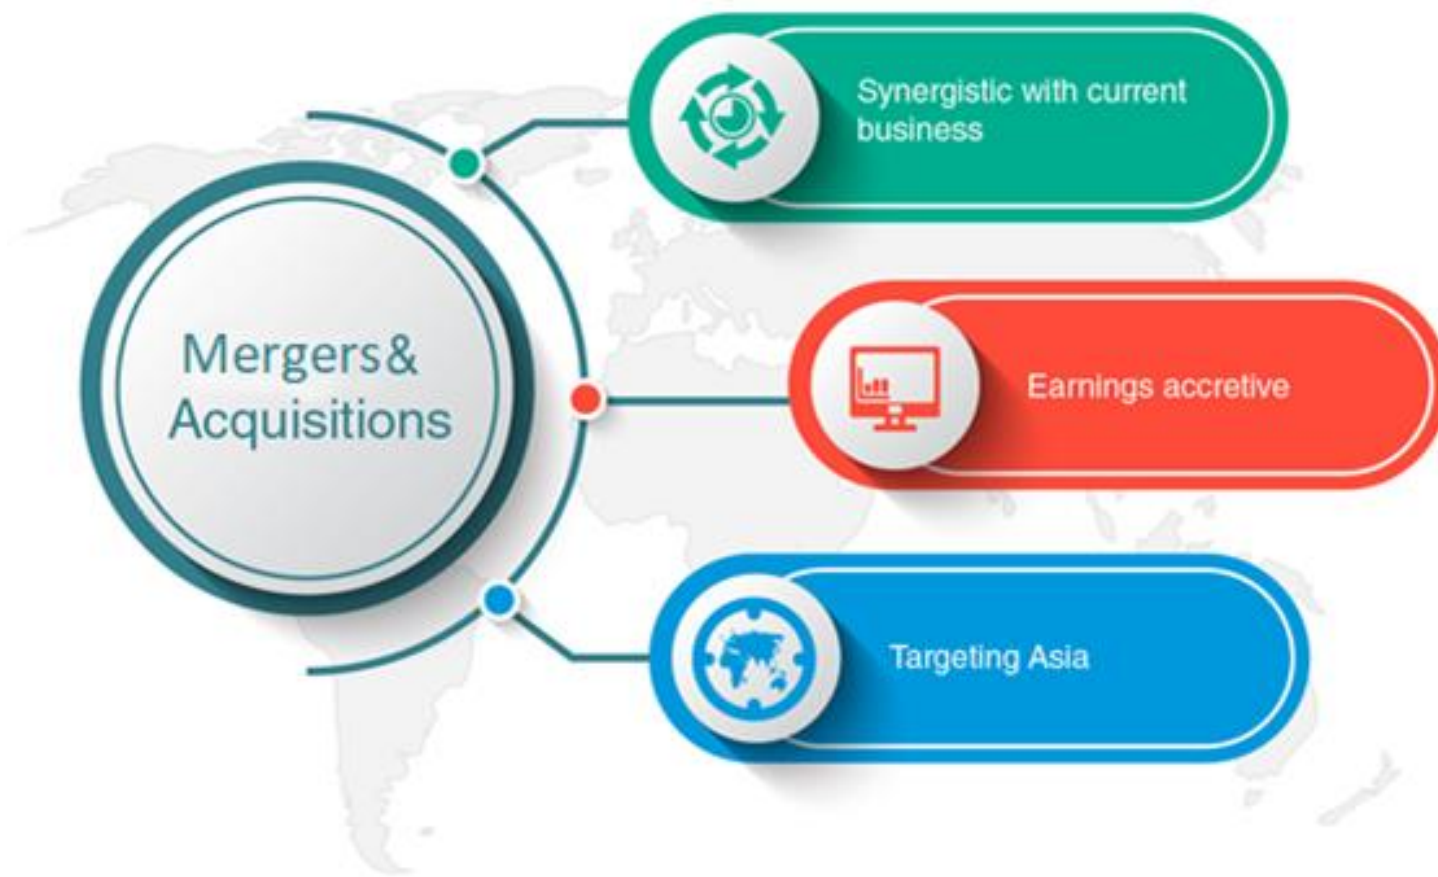 Mergers&
Acquisitions
Synergistic with current
business
Earnings accretive
Targeting Asia